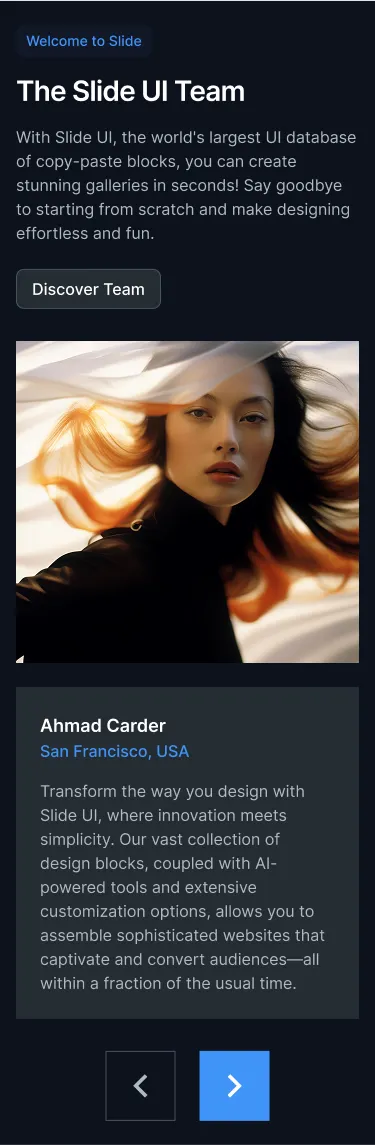 Welcome to Slide
The Slide UI Team
With Slide UI, the world's largest UI database
of copy-paste blocks, you can create
stunning galleries in seconds! Say goodbye
to starting from scratch and make designing
effortless and fun.
Discover Team
Ahmad Carder
San Francisco, USA
Transform the way you design with
Slide UI, where innovation meets
simplicity. Our vast collection of
design blocks, coupled with AI-
powered tools and extensive
customization options, allows you to
assemble sophisticated websites that
captivate and convert audiences—all
within a fraction of the usual time.